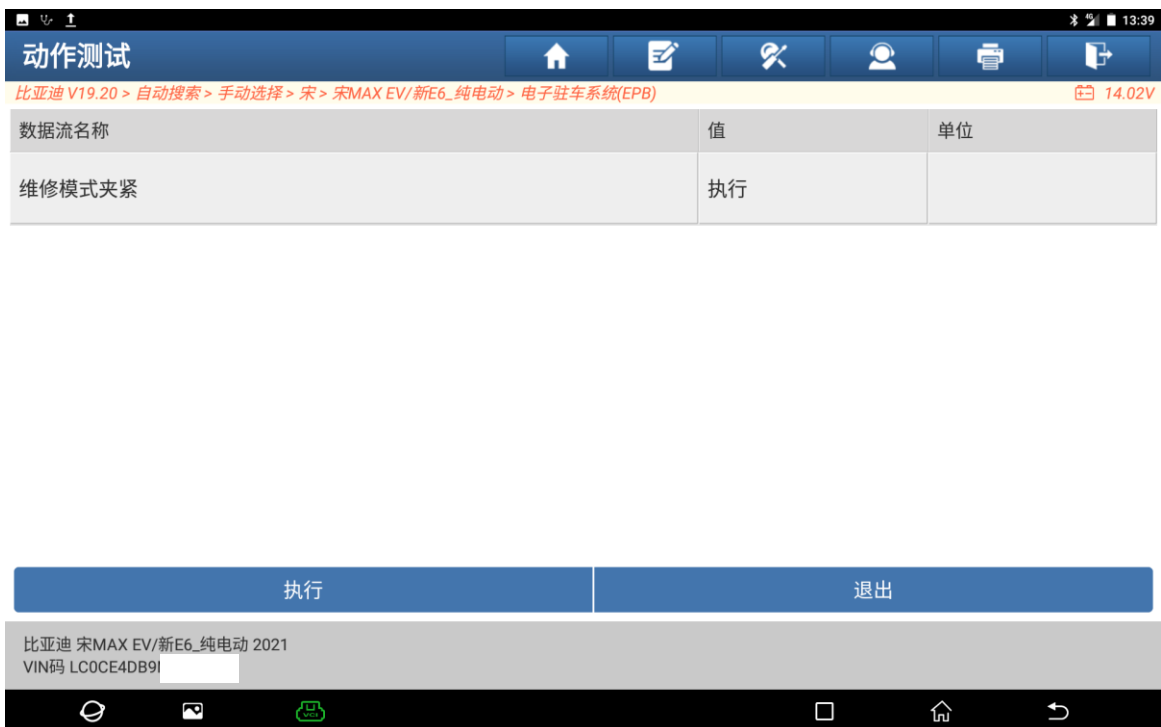 4G 13:39
动作测试
比亚迪 V19.20 > 自动搜索 > 手动选择 > 宋 > 宋MAX EV/新E6_纯电动 > 电子驻车系统(EPB) 14.02V
数据流名称 值 单位
维修模式夹紧 执行
执行 退出
比亚迪 宋MAX EV/新E6_纯电动 2021
VIN码 LC0CE4DB9
VCI